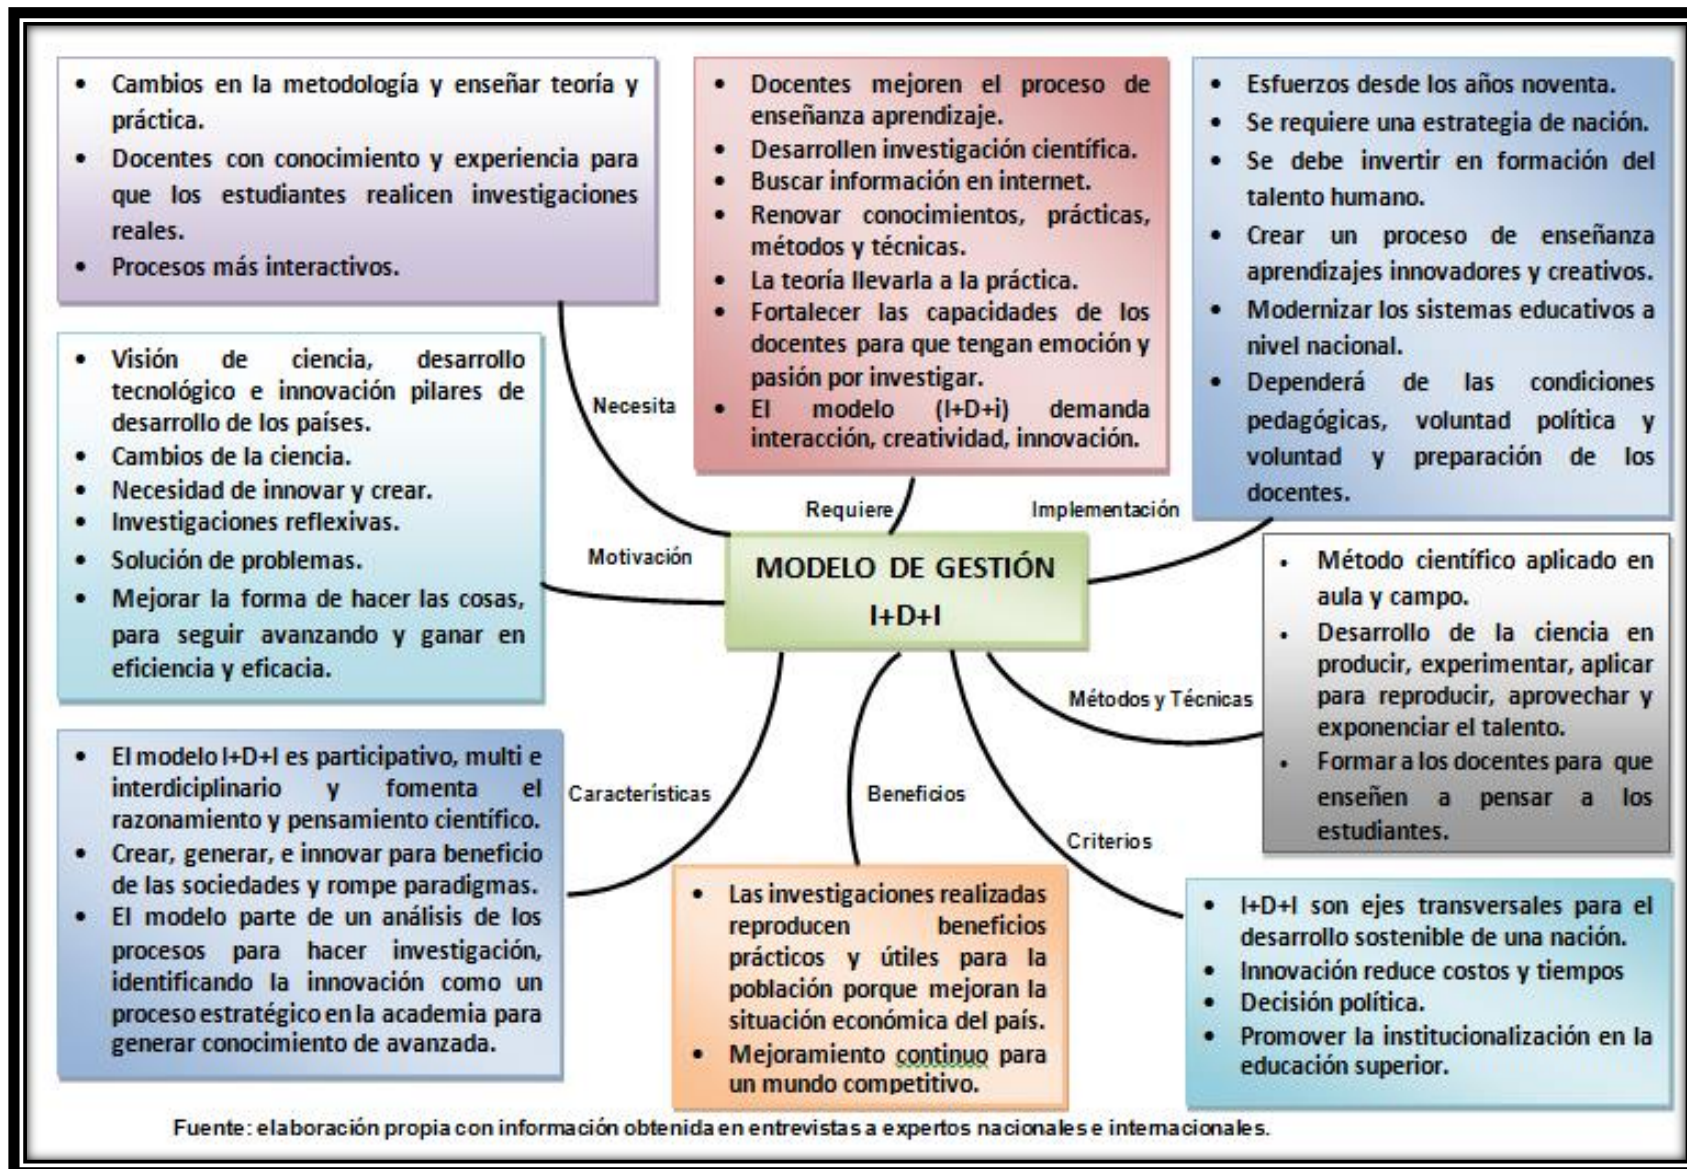 • Cambios en la metodología y enseñar teoría y
práctica.
• Docentes con conocimiento y experiencia para
que los estudiantes realicen investigaciones
reales.
• Procesos más interactivos.
• Docentes mejoren el proceso de
enseñanza aprendizaje.
• Desarrollen investigación científica.
• Buscar información en internet.
• Renovar conocimientos, prácticas,
métodos y técnicas.
• La teoría llevarla a la práctica.
• Fortalecer las capacidades de los
docentes para que tengan emoción y
pasión por investigar.
• El modelo (I+D+i) demanda
interacción, creatividad, innovación.
• Esfuerzos desde los años noventa.
• Se requiere una estrategia de nación.
• Se debe invertir en formación del
talento humano.
• Crear un proceso de enseñanza
aprendizajes innovadores y creativos.
• Modernizar los sistemas educativos a
nivel nacional.
• Dependerá de las condiciones
pedagógicas, voluntad política y
voluntad y preparación de los
docentes.
• Visión de ciencia, desarrollo
tecnológico e innovación pilares de
desarrollo de los países.
• Cambios de la ciencia.
• Necesidad de innovar y crear.
• Investigaciones reflexivas.
• Solución de problemas.
• Mejorar la forma de hacer las cosas,
para seguir avanzando y ganar en
eficiencia y eficacia.
Necesita
Requiere
Implementación
Motivación
MODELO DE GESTIÓN
I+D+I
• Método científico aplicado en
aula y campo.
• Desarrollo de la ciencia en
producir, experimentar, aplicar
para reproducir, aprovechar y
exponenciar el talento.
• Formar a los docentes para que
enseñen a pensar a los
estudiantes.
Métodos y Técnicas
Características
Beneficios
Criterios
• El modelo I+D+I es participativo, multi e
interdiciplinario y fomenta el
razonamiento y pensamiento científico.
• Crear, generar, e innovar para beneficio
de las sociedades y rompe paradigmas.
• El modelo parte de un análisis de los
procesos para hacer investigación,
identificando la innovación como un
proceso estratégico en la academia para
generar conocimiento de avanzada.
• Las investigaciones realizadas
reproducen beneficios
prácticos y útiles para la
población porque mejoran la
situación económica del país.
• Mejoramiento continuo para
un mundo competitivo.
• I+D+I son ejes transversales para el
desarrollo sostenible de una nación.
• Innovación reduce costos y tiempos
• Decisión política.
• Promover la institucionalización en la
educación superior.
Fuente: elaboración propia con información obtenida en entrevistas a expertos nacionales e internacionales.